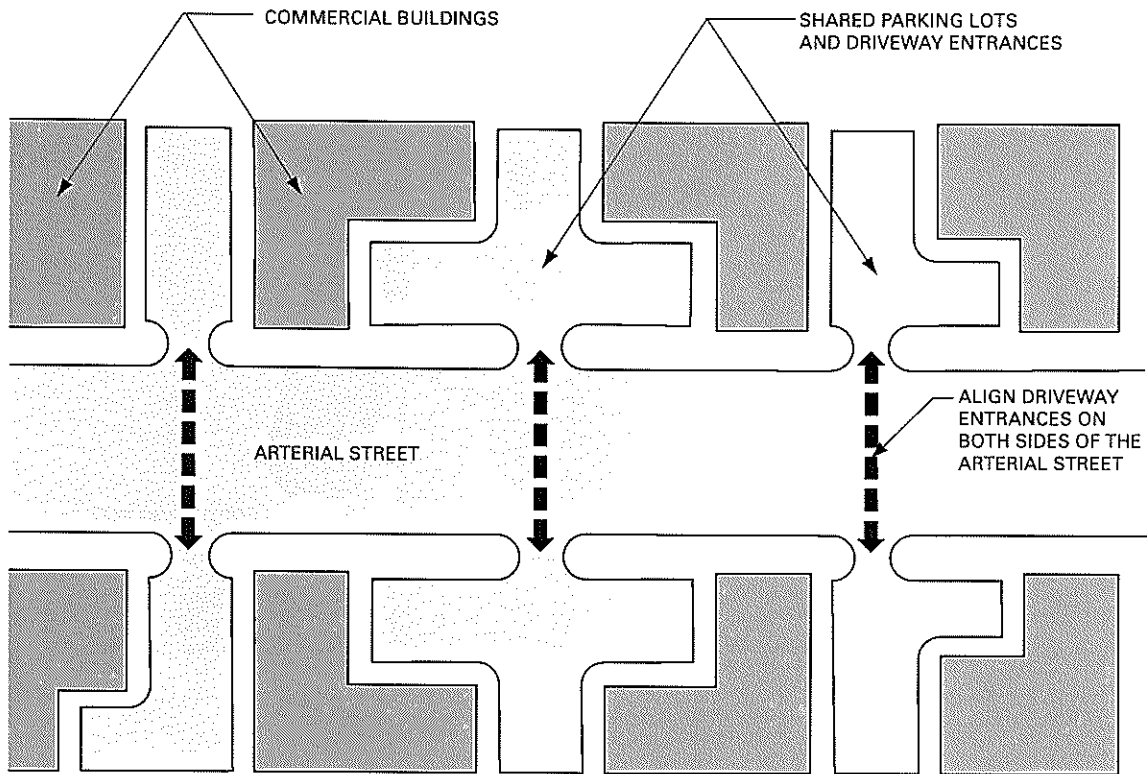 COMMERCIAL BUILDINGS
SHARED PARKING LOTS
AND DRIVEWAY ENTRANCES
ALIGN DRIVEWAY
ENTRANCES ON
BOTH SIDES OF THE
ARTERIAL STREET
ARTERIAL STREET